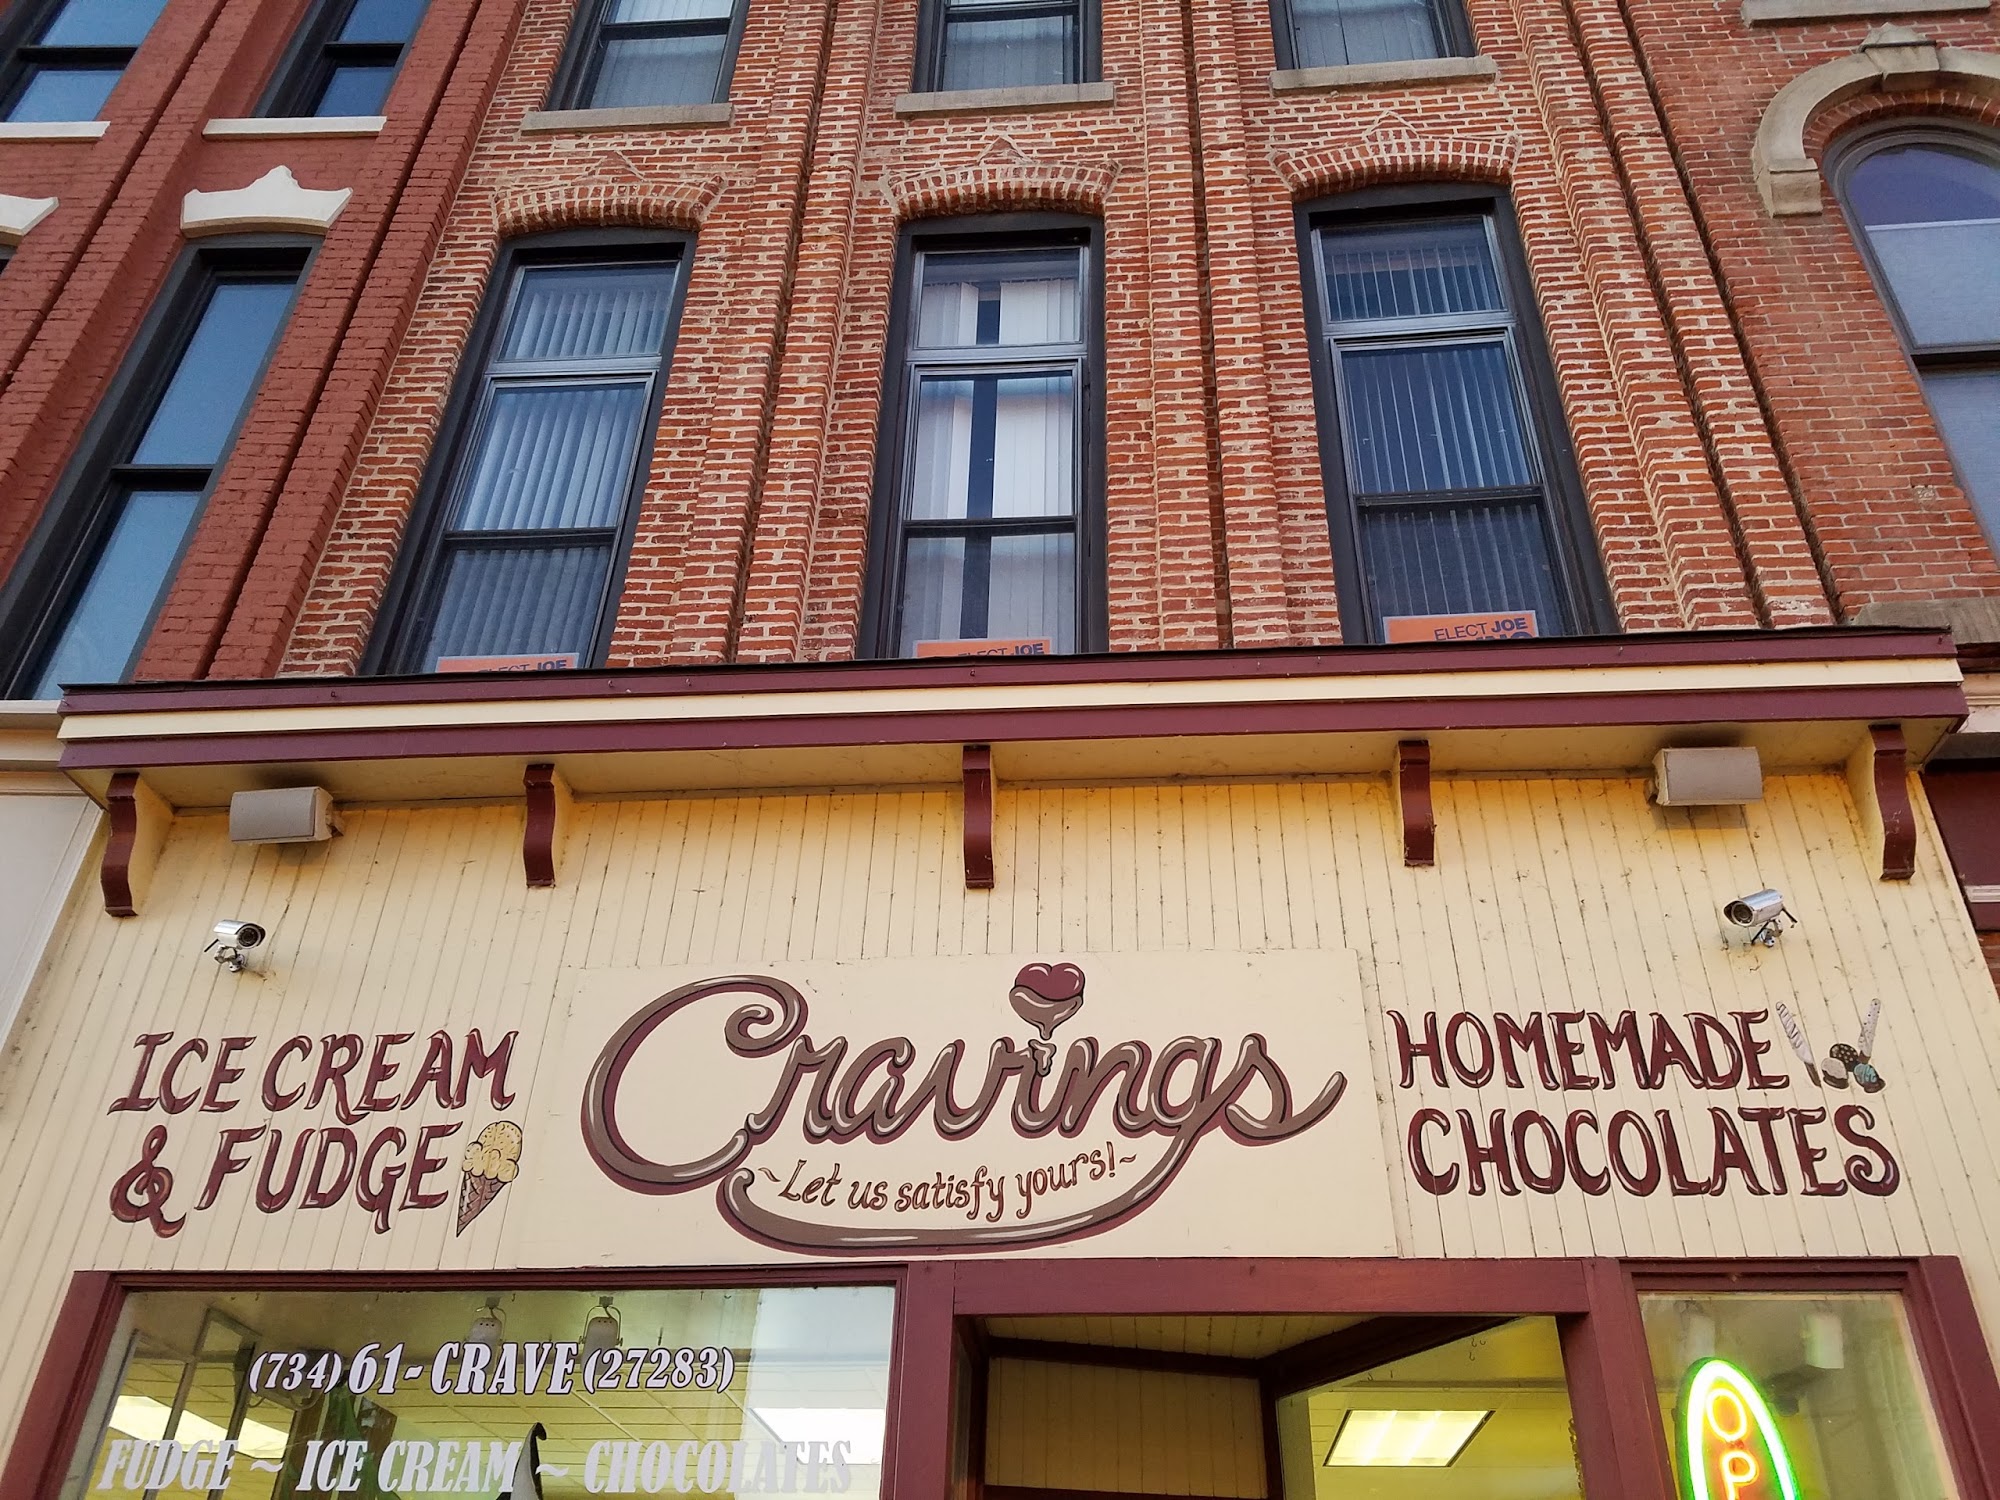 ELECT JOE
ELECT JOE
ELECT JOE
ICE CREAM
& FUDGE
Cravings
~Let us satisfy yours!~
HOMEMADE
CHOCOLATES
(734) 61-CRAVE (27283)
FUDGE ~ ICE CREAM ~ CHOCOLATES
OP